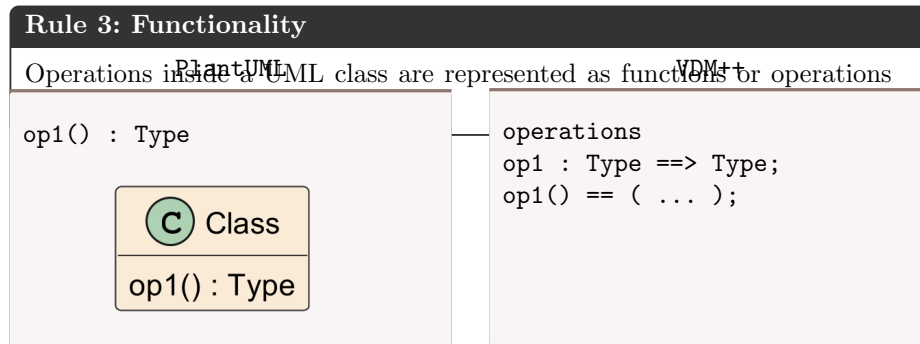 Rule 3: Functionality
PlantUML
VDM++
Operations inside a UML class are represented as functions or operations
op1() : Type
C Class
op1() : Type
operations
op1 : Type ==> Type;
op1() == ( ... );